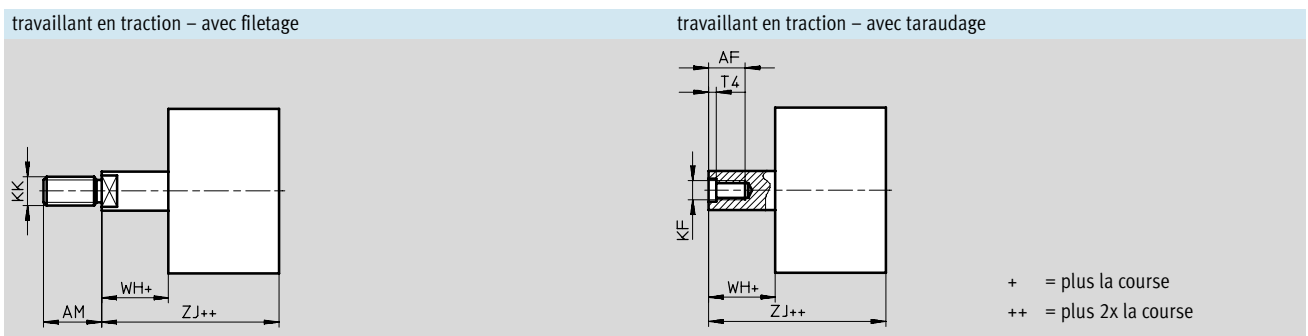 travaillant en traction – avec filetage
KK
WH+
AM
ZJ++
travaillant en traction – avec taraudage
AF
T4
KF
WH+
ZJ++
+ = plus la course
++ = plus 2x la course